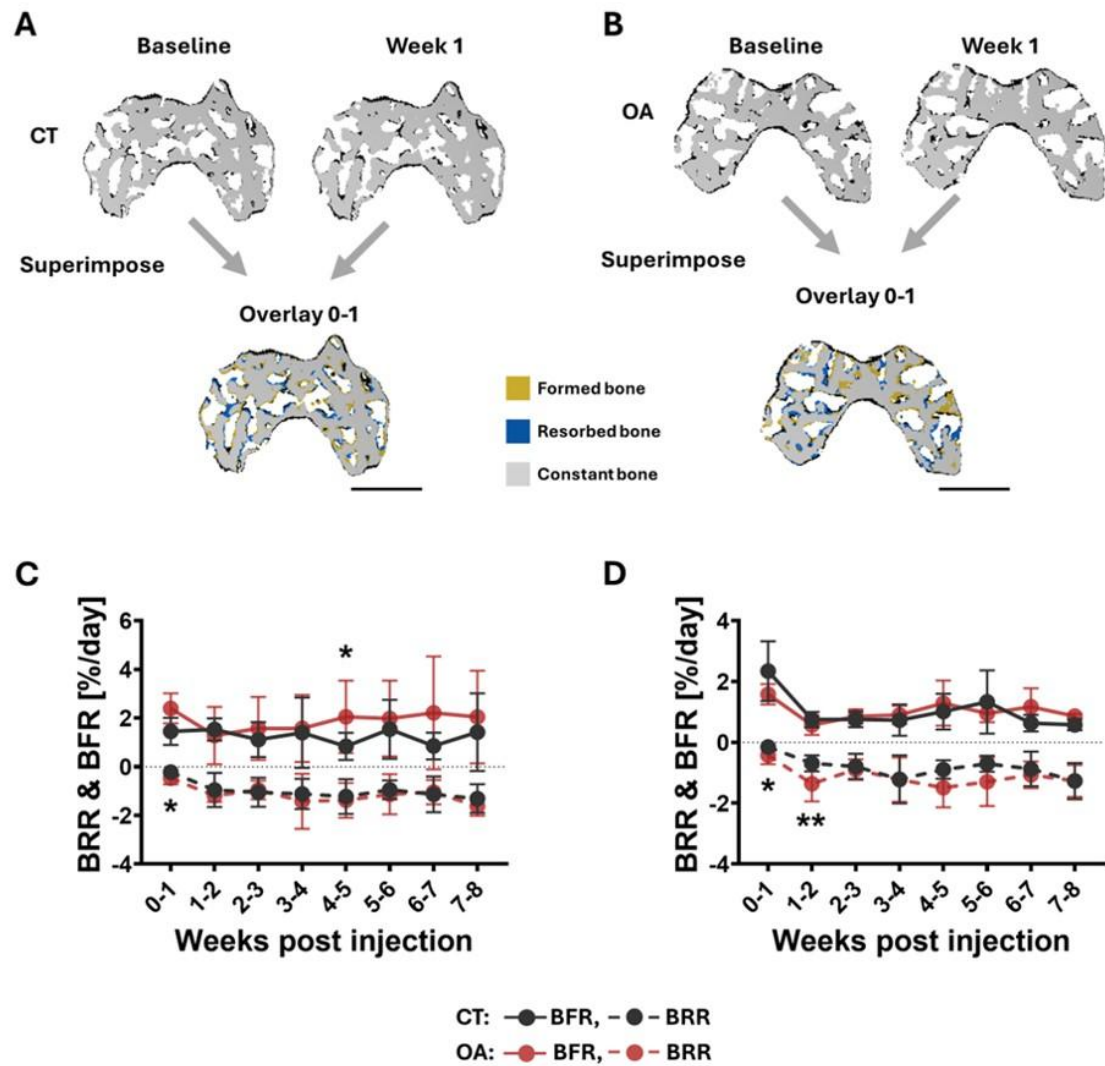 A
Baseline
Week 1
CT
Superimpose
Overlay 0-1
B
Baseline
Week 1
OA
Superimpose
Overlay 0-1
Formed bone
Resorbed bone
Constant bone
C
BRR & BFR [%/day]
6
4
2
0
-2
-4
*
*
0-1
1-2
2-3
3-4
4-5
5-6
6-7
7-8
Weeks post injection
D
BRR & BFR [%/day]
4
2
0
-2
-4
*
**
0-1
1-2
2-3
3-4
4-5
5-6
6-7
7-8
Weeks post injection
CT: BFR, BRR
OA: BFR, BRR